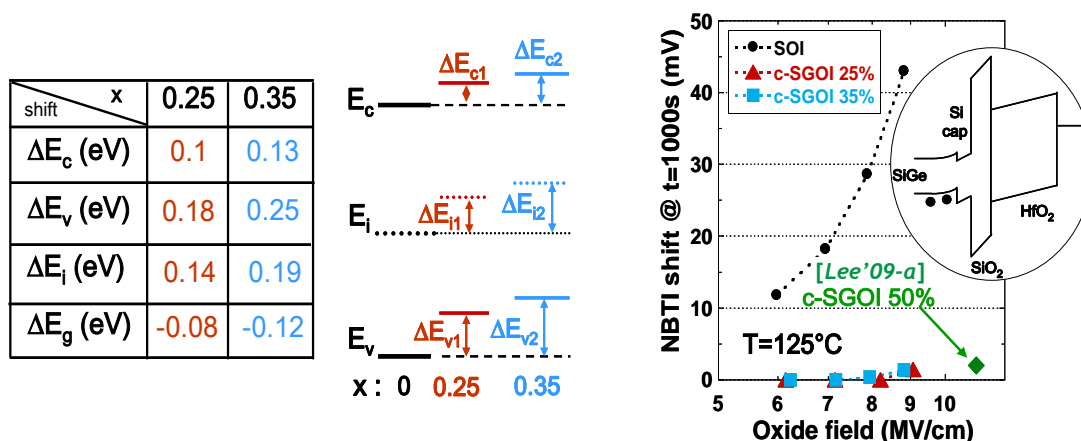 shift x 0.25 0.35
ΔEc (eV) 0.1 0.13
ΔEv (eV) 0.18 0.25
ΔEi (eV) 0.14 0.19
ΔEg (eV) -0.08 -0.12
ΔEc1 ΔEc2
Ec
ΔEi1 ΔEi2
Ei
ΔEv1 ΔEv2
Ev
x : 0 0.25 0.35
NBTI shift @ t=1000s (mV)
50
40
30
20
10
0
SOI
c-SGOI 25%
c-SGOI 35%
Si
cap
SiGe
HfO2
SiO2
[Lee'09-a]
c-SGOI 50%
T=125°C
5 6 7 8 9 10
Oxide field (MV/cm)